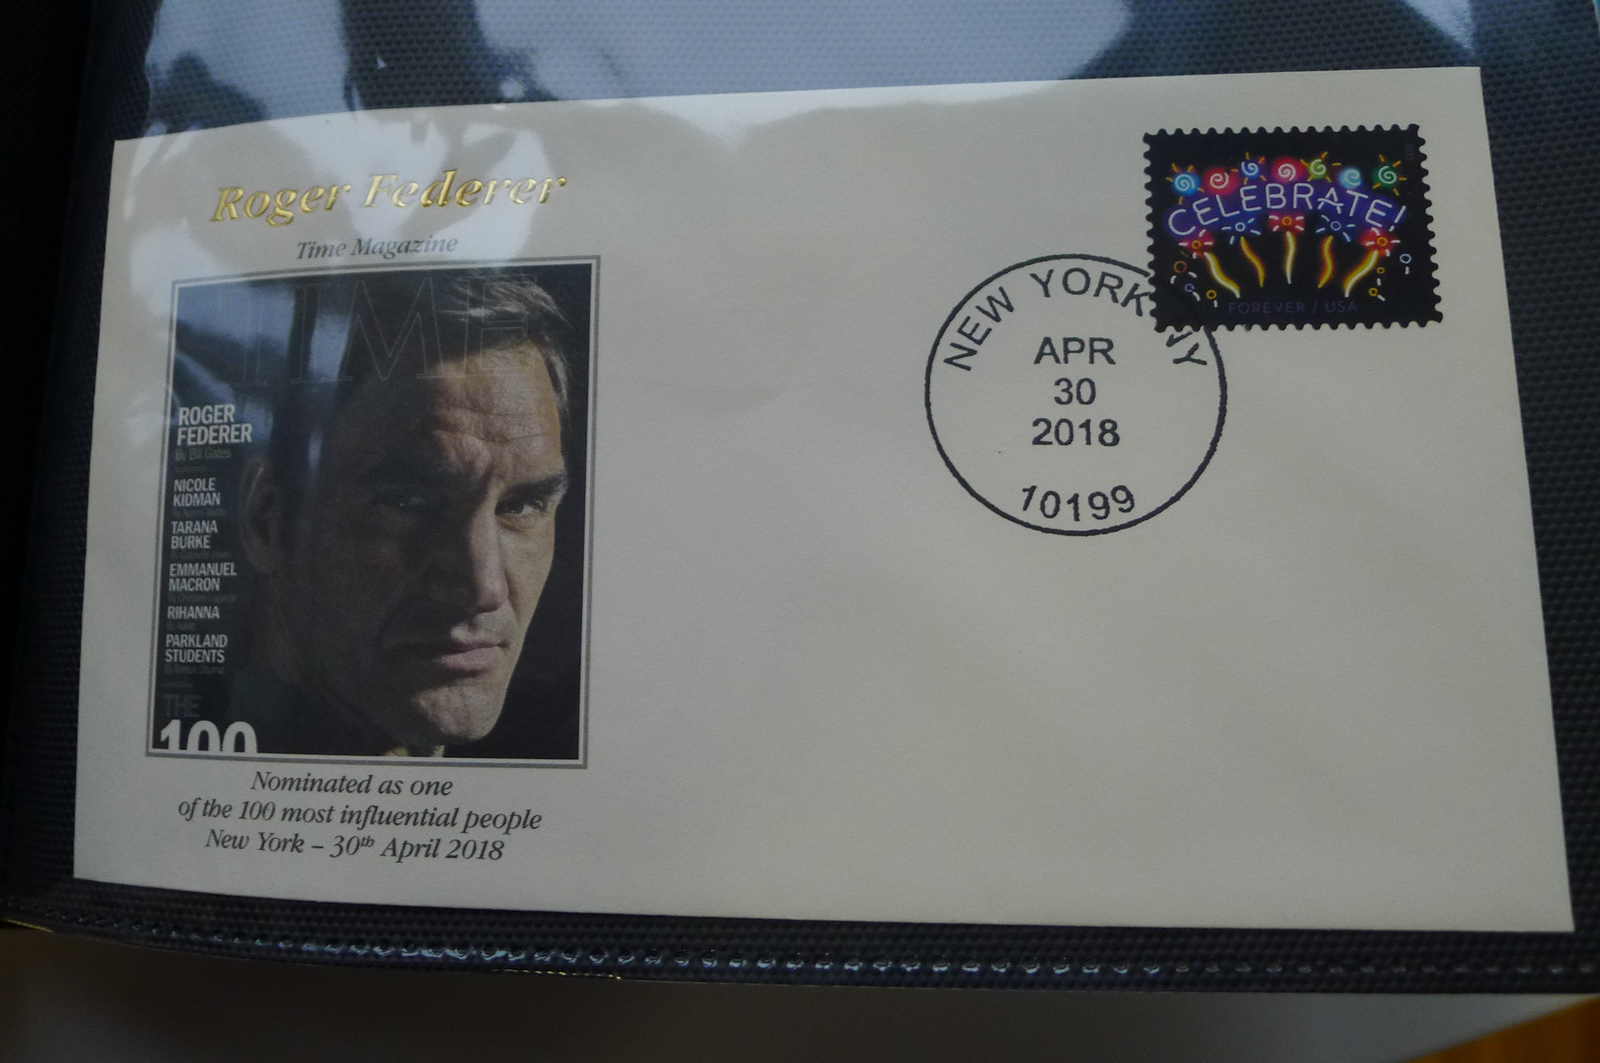 Roger Federer
Time Magazine
TIME
ROGER
FEDERER
By Bill Gates
NICOLE
KIDMAN
TARANA
BURKE
EMMANUEL
MACRON
RIHANNA
PARKLAND
STUDENTS
THE
100
Nominated as one
of the 100 most influential people
New York – 30th April 2018
CELEBRATE!
FOREVER / USA
NEW YORK NY
APR
30
2018
10199